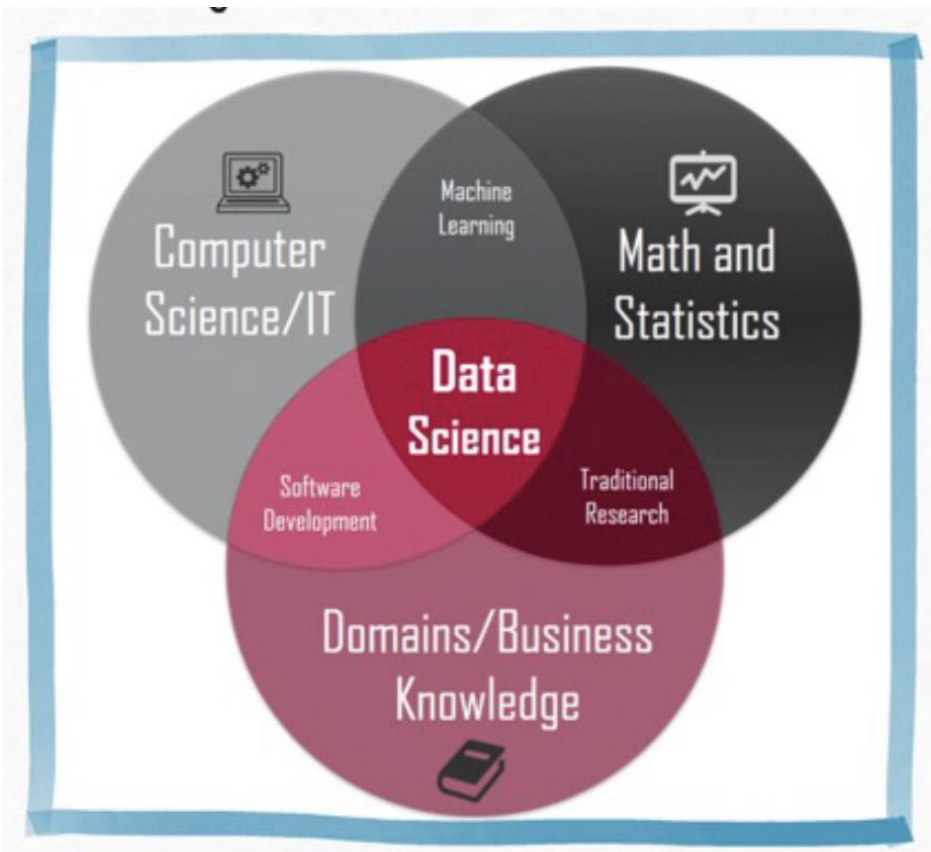 Machine
Learning
Computer
Science/IT
Math and
Statistics
Data
Science
Software
Development
Traditional
Research
Domains/Business
Knowledge